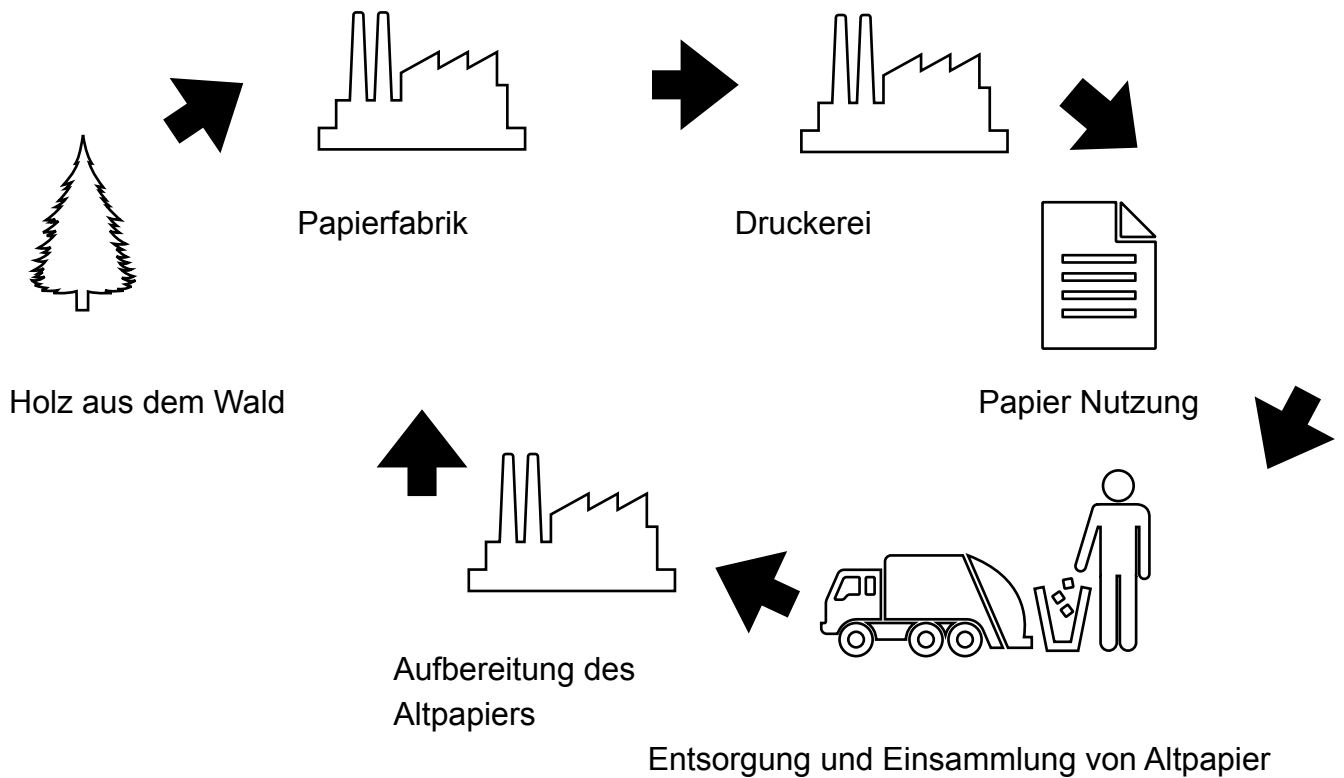 Papierfabrik
Druckerei
Holz aus dem Wald
Papier Nutzung
Aufbereitung des
Altpapiers
Entsorgung und Einsammlung von Altpapier